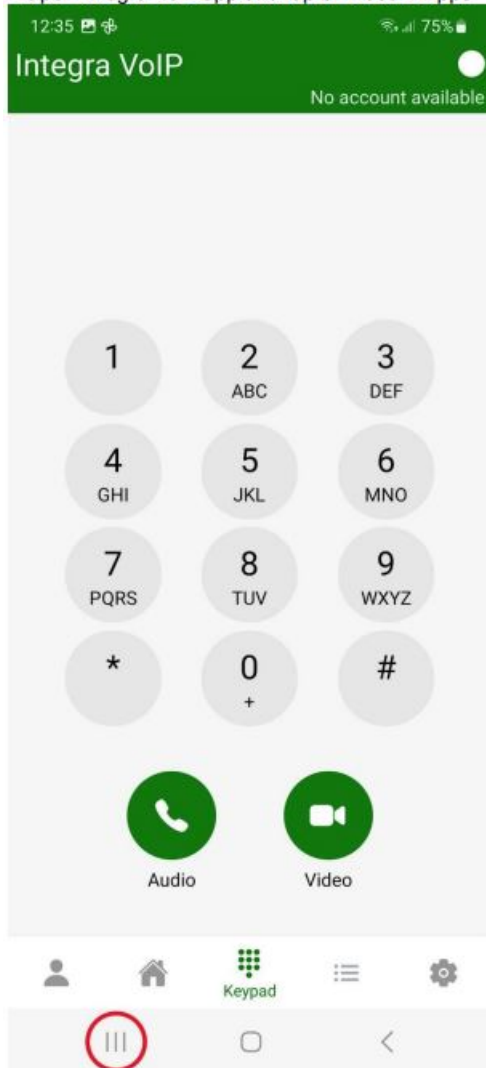 12:35 75%
Integra VoIP
No account available
1 2 3
ABC DEF
4 5 6
GHI JKL MNO
7 8 9
PQRS TUV WXYZ
* 0 #
+
Audio Video
Keypad